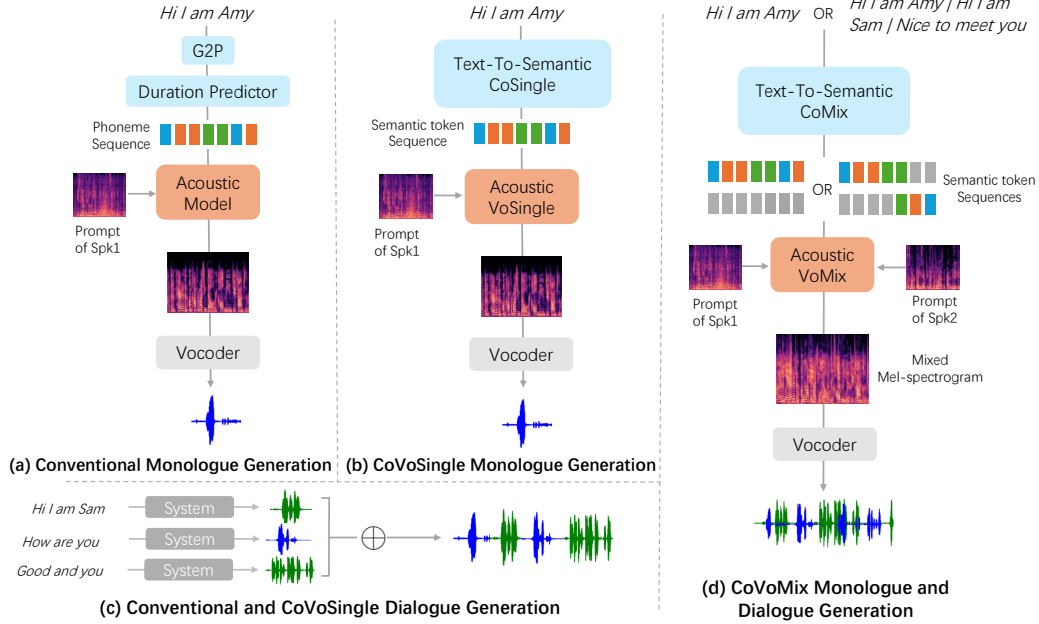 Hi I am Amy
G2P
Duration Predictor
Phoneme
Sequence
Acoustic
Model
Prompt
of Spk1
Vocoder
(a) Conventional Monologue Generation
Hi I am Amy
Text-To-Semantic
CoSingle
Semantic token
Sequence
Acoustic
VoSingle
Prompt
of Spk1
Vocoder
(b) CoVoSingle Monologue Generation
Hi I am Sam
System
How are you
System
Good and you
System
(c) Conventional and CoVoSingle Dialogue Generation
Hi I am Amy
OR
Hi I am Amy | Hi I am
Sam | Nice to meet you
Text-To-Semantic
CoMix
OR
Semantic token
Sequences
Acoustic
VoMix
Prompt
of Spk1
Prompt
of Spk2
Mixed
Mel-spectrogram
Vocoder
(d) CoVoMix Monologue and
Dialogue Generation